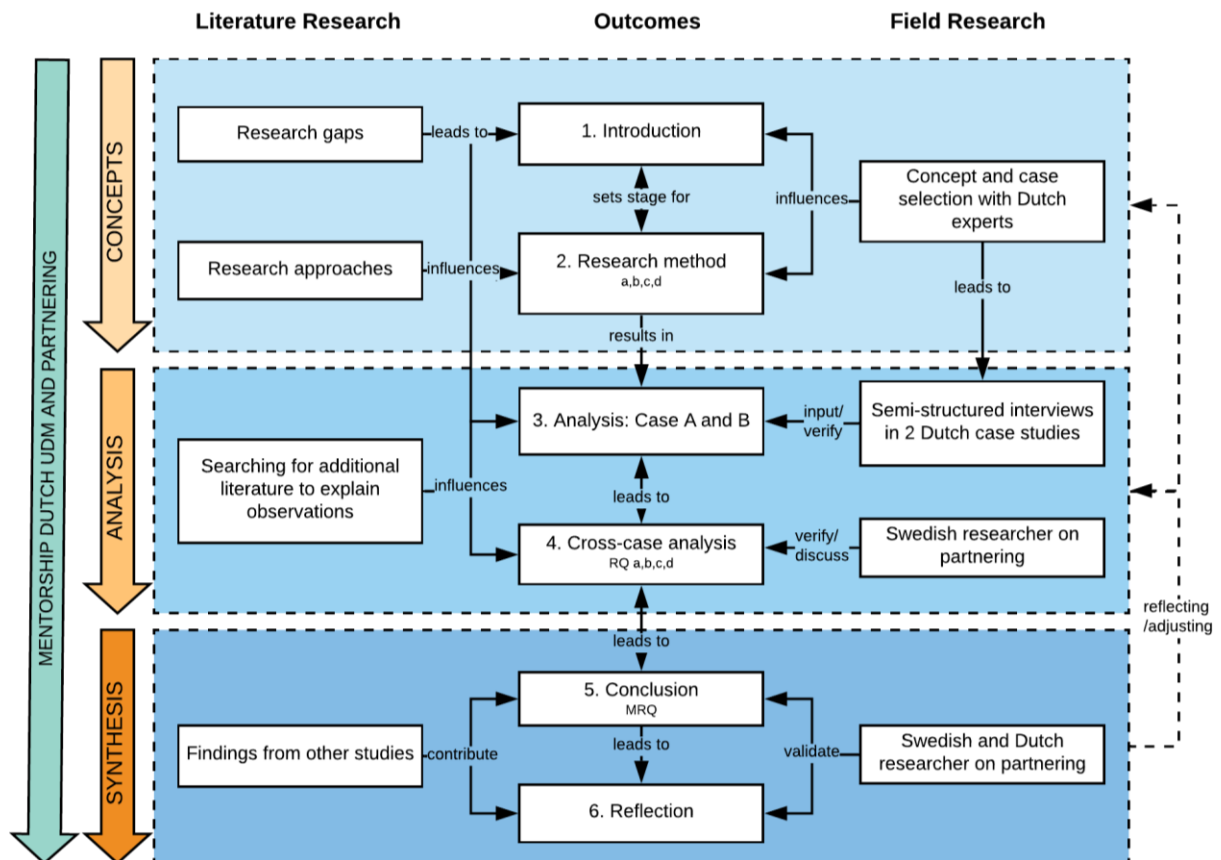 Literature Research
Outcomes
Field Research
MENTORSHIP DUTCH UDM AND PARTNERING
CONCEPTS
Research gaps
leads to
1. Introduction
sets stage for
influences
Concept and case
selection with Dutch
experts
Research approaches
influences
2. Research method
a,b,c,d
leads to
results in
ANALYSIS
3. Analysis: Case A and B
input/
verify
Semi-structured interviews
in 2 Dutch case studies
Searching for additional
literature to explain
observations
influences
leads to
4. Cross-case analysis
RQ a,b,c,d
verify/
discuss
Swedish researcher on
partnering
reflecting
/adjusting
SYNTHESIS
leads to
5. Conclusion
MRQ
Findings from other studies
contribute
leads to
validate
Swedish and Dutch
researcher on partnering
6. Reflection